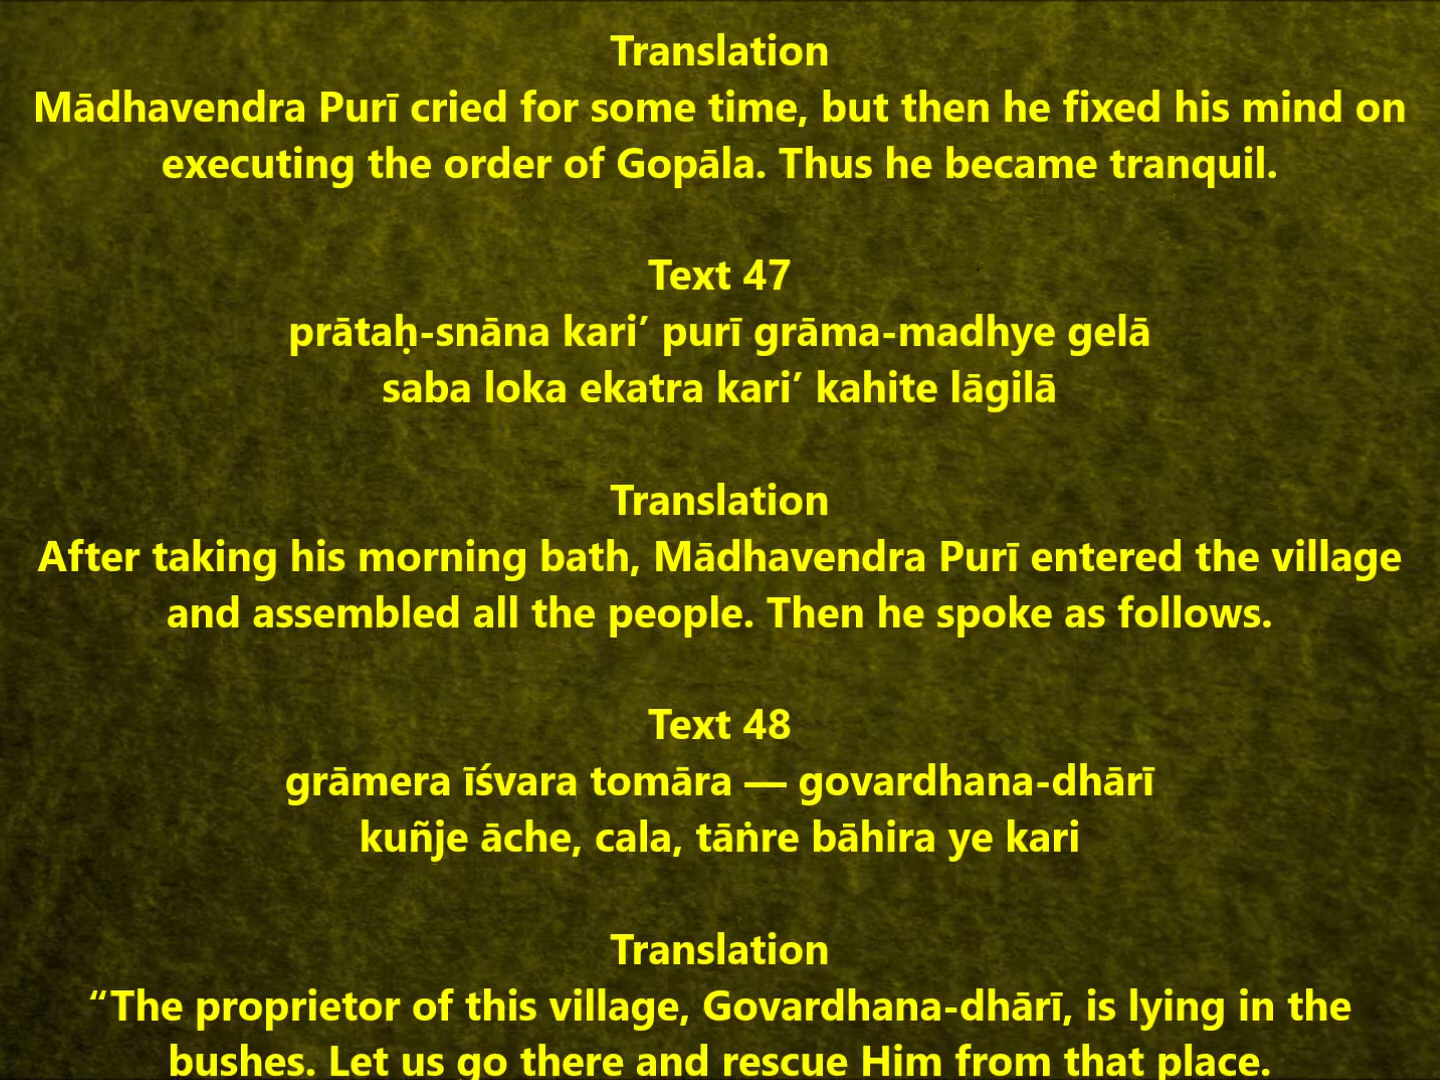 Translation
Mādhavendra Purī cried for some time, but then he fixed his mind on
executing the order of Gopāla. Thus he became tranquil.
Text 47
prātaḥ-snāna kari’ purī grāma-madhye gelā
saba loka ekatra kari’ kahite lāgilā
Translation
After taking his morning bath, Mādhavendra Purī entered the village
and assembled all the people. Then he spoke as follows.
Text 48
grāmera īśvara tomāra — govardhana-dhārī
kuñje āche, cala, tāṅre bāhira ye kari
Translation
“The proprietor of this village, Govardhana-dhārī, is lying in the
bushes. Let us go there and rescue Him from that place.